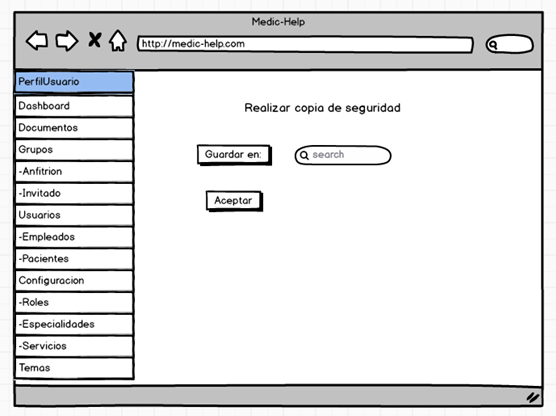 Medic-Help
http://medic-help.com
PerfilUsuario
Dashboard
Documentos
Grupos
-Anfitrion
-Invitado
Usuarios
-Empleados
-Pacientes
Configuracion
-Roles
-Especialidades
-Servicios
Temas
Realizar copia de seguridad
Guardar en:
search
Aceptar